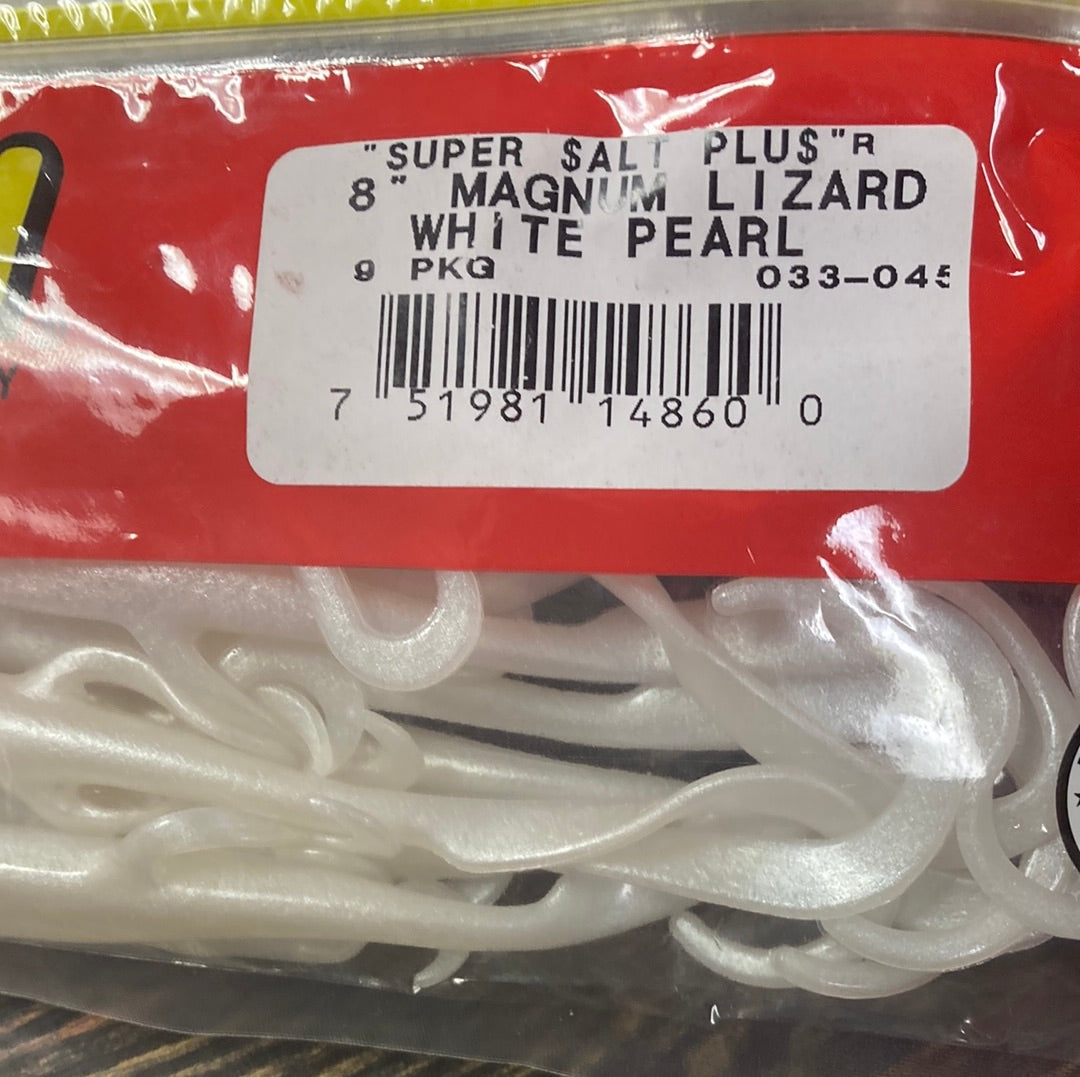 "SUPER $ALT PLU$"R
8" MAGNUM LIZARD
WHITE PEARL
9 PKG 033-045
7 51981 14860 0